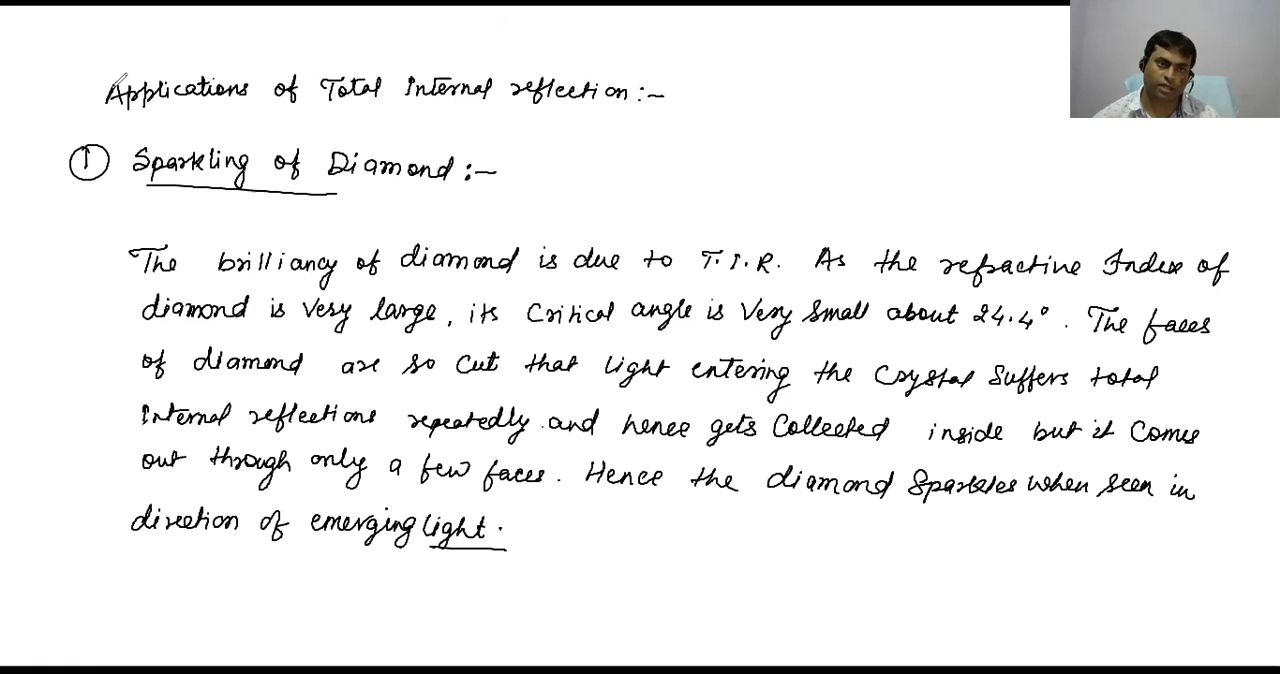 Applications of Total Internal reflection :~
① Sparkling of Diamond :~
The brilliancy of diamond is due to T.I.R. As the refractive Index of
diamond is very large, its Critical angle is very small about 24.4°. The faces
of diamond are so cut that light entering the crystal suffers total
internal reflections repeatedly and hence gets collected inside but it comes
out through only a few faces. Hence the diamond sparkles when seen in
direction of emerging light.